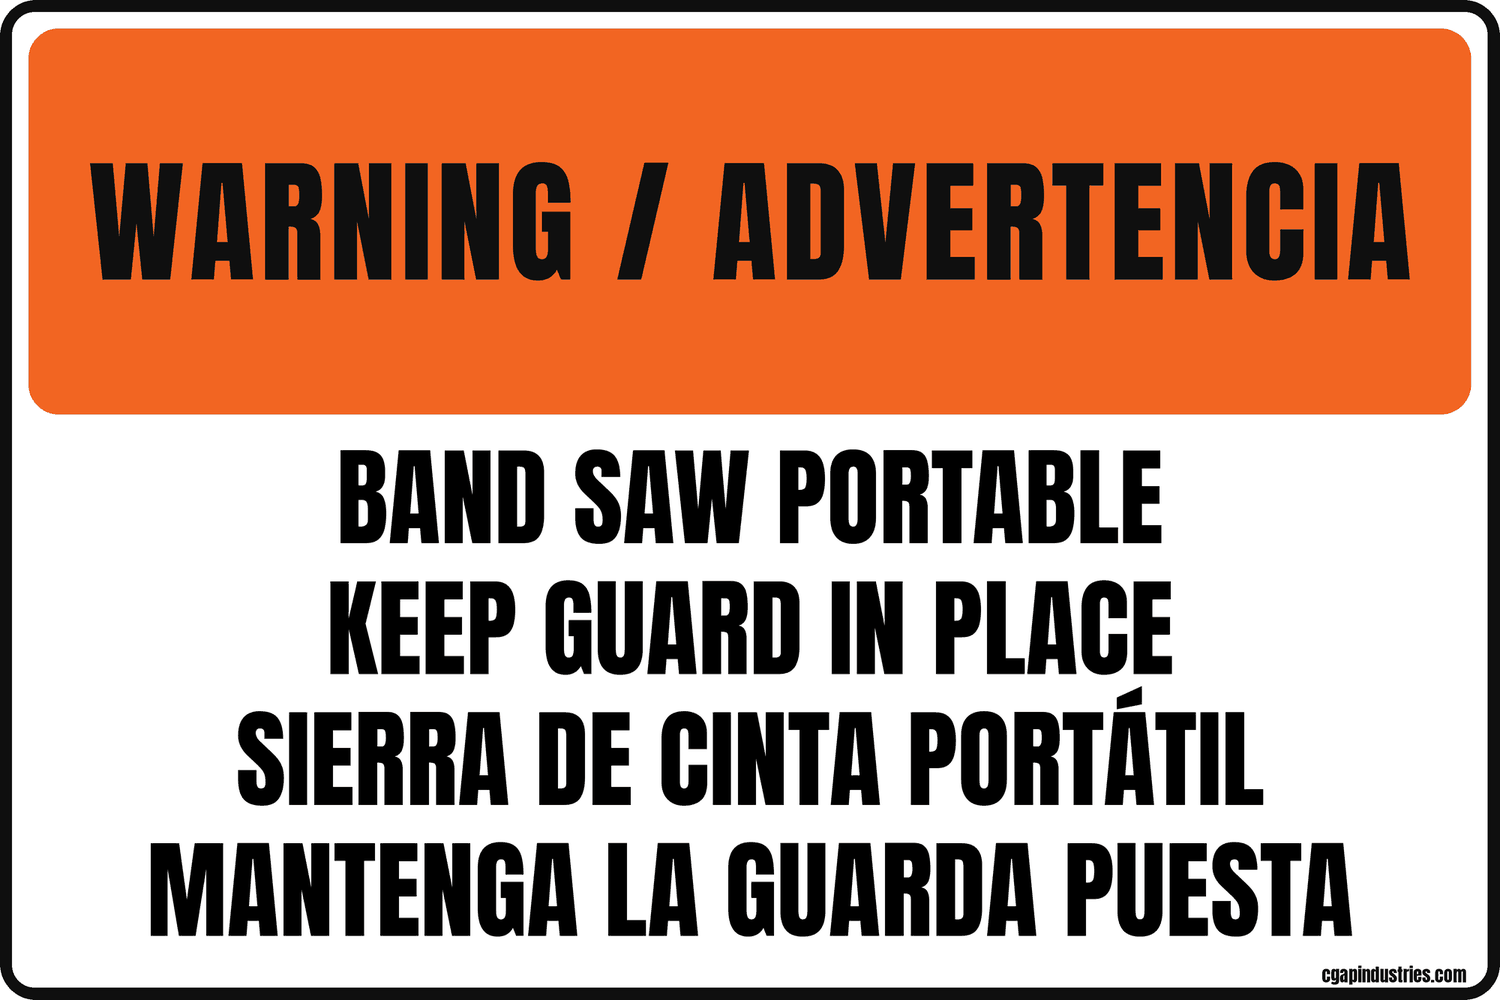 WARNING / ADVERTENCIA
BAND SAW PORTABLE
KEEP GUARD IN PLACE
SIERRA DE CINTA PORTÁTIL
MANTENGA LA GUARDA PUESTA
cgapindustries.com